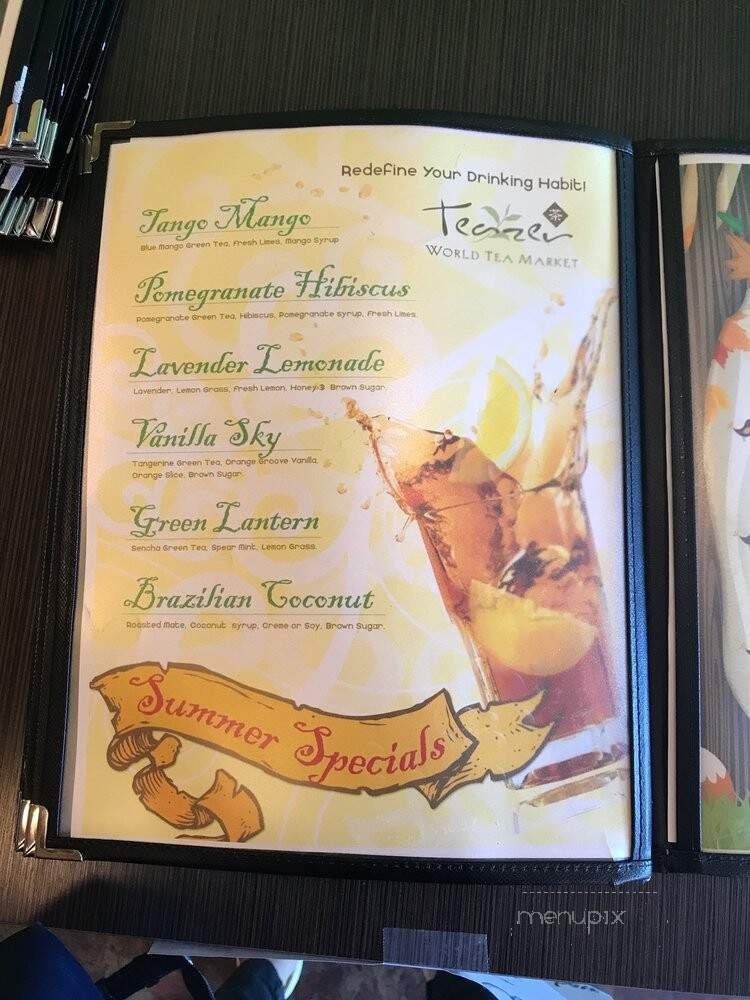 Redefine Your Drinking Habit!
Teazer
茶
World Tea Market
Tango Mango
Blue Mango Green Tea, Fresh Limes, Mango Syrup
Pomegranate Hibiscus
Pomegranate Green Tea, Hibiscus, Pomegranate syrup, Fresh Limes.
Lavender Lemonade
Lavender, Lemon Grass, Fresh Lemon, Honey & Brown Sugar.
Vanilla Sky
Tangerine Green Tea, Orange Groove Vanilla,
Orange Slice, Brown Sugar.
Green Lantern
Sencha Green Tea, Spear Mint, Lemon Grass.
Brazilian Coconut
Roasted Mate, Coconut syrup, Creme or Soy, Brown Sugar.
Summer Specials
menupix